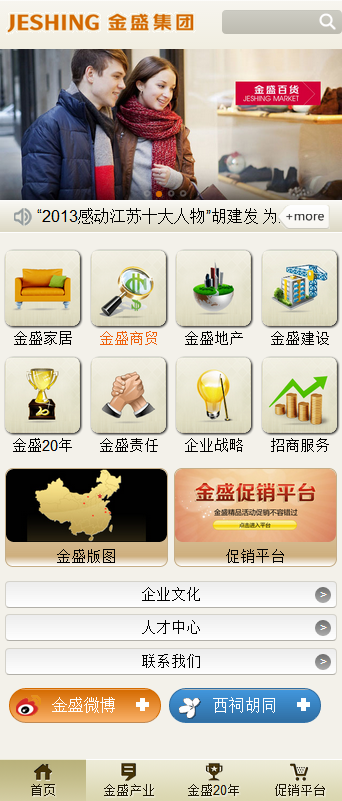 JESHING 金盛集团
金盛百货
JESHING MARKET
“2013感动江苏十大人物”胡建发 为. +more
金盛家居 金盛商贸 金盛地产 金盛建设
金盛20年 金盛责任 企业战略 招商服务
金盛促销平台
金盛精品活动促销不容错过
点击进入平台
金盛版图 促销平台
企业文化 >
人才中心 >
联系我们 >
金盛微博 西祠胡同
首页 金盛产业 金盛20年 促销平台